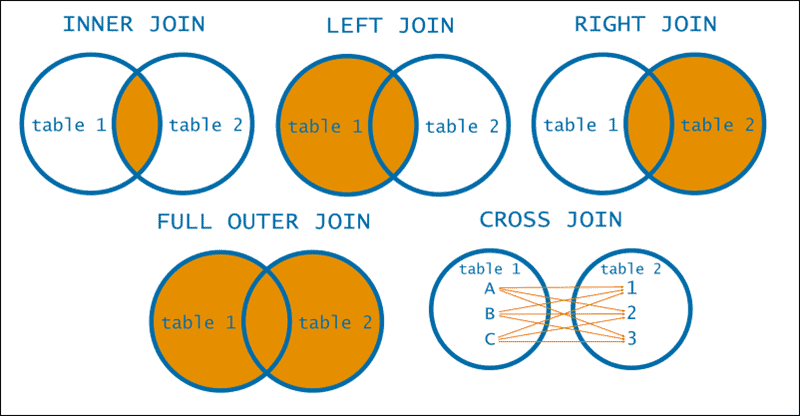 INNER JOIN
table 1
table 2
LEFT JOIN
table 1
table 2
RIGHT JOIN
table 1
table 2
FULL OUTER JOIN
table 1
table 2
CROSS JOIN
table 1
A
B
C
table 2
1
2
3